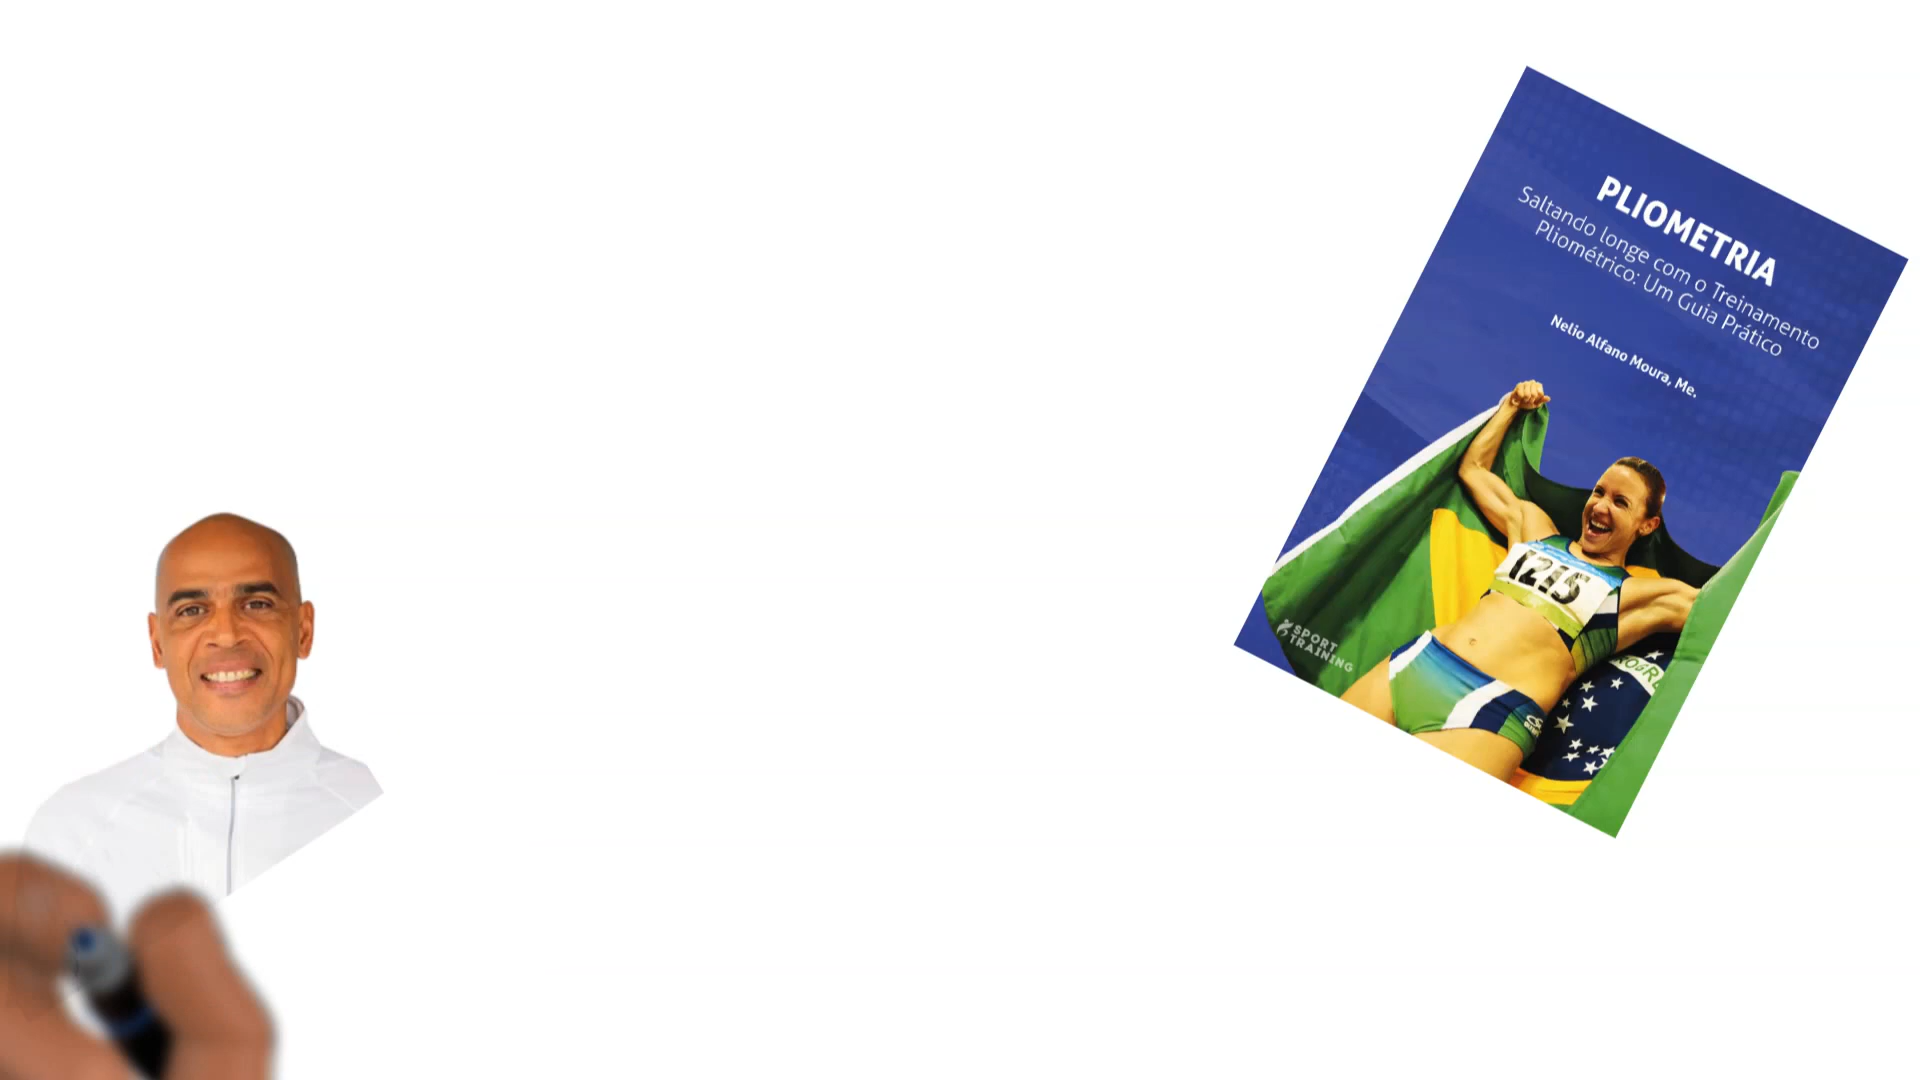 PLIOMETRIA
Saltando longe com o Treinamento
Pliométrico: Um Guia Prático
Nelio Alfano Moura, Me.
1215
SPORT
TRAINING